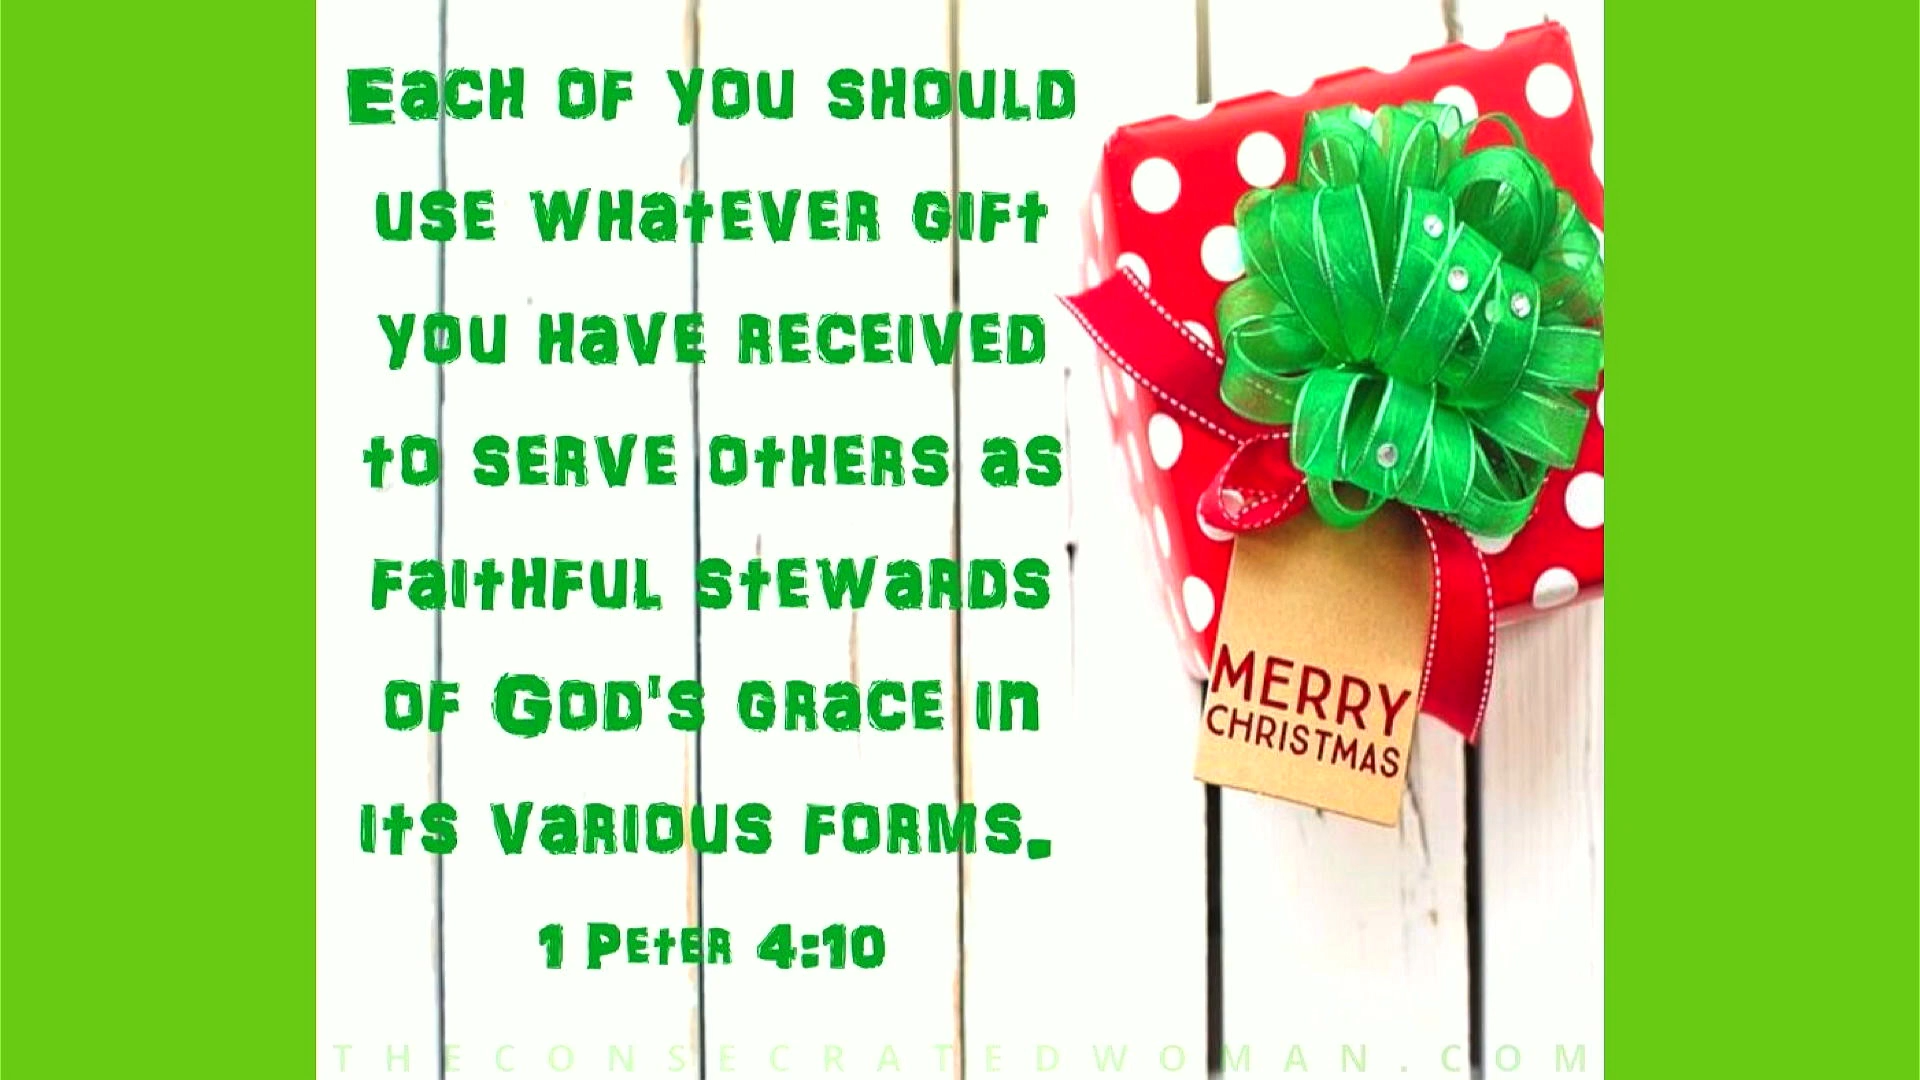 Each of you should
use whatever gift
you have received
to serve others as
faithful stewards
of God's grace in
its various forms.
1 Peter 4:10
MERRY
CHRISTMAS
THECONSECRATEDWOMAN.COM